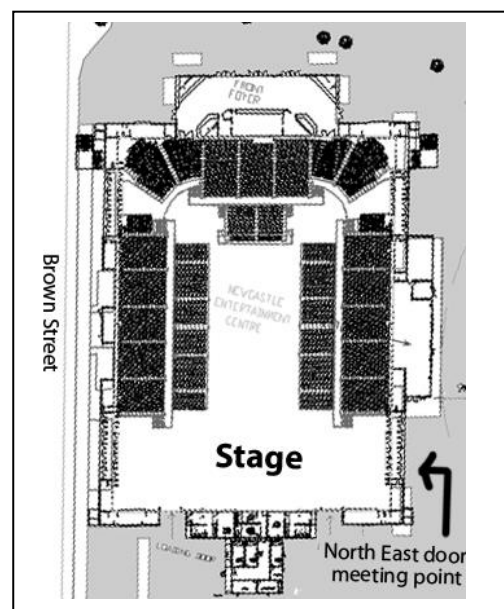 FRONT
FOYER
Brown Street
NEWCASTLE
ENTERTAINMENT
CENTRE
Stage
LOADING DOCK
North East door
meeting point